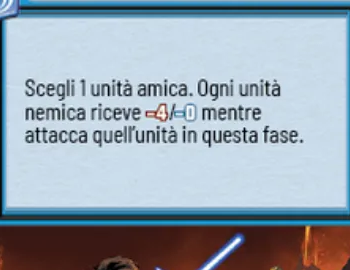 Scegli 1 unità amica. Ogni unità
nemica riceve -4/-0 mentre
attacca quell'unità in questa fase.